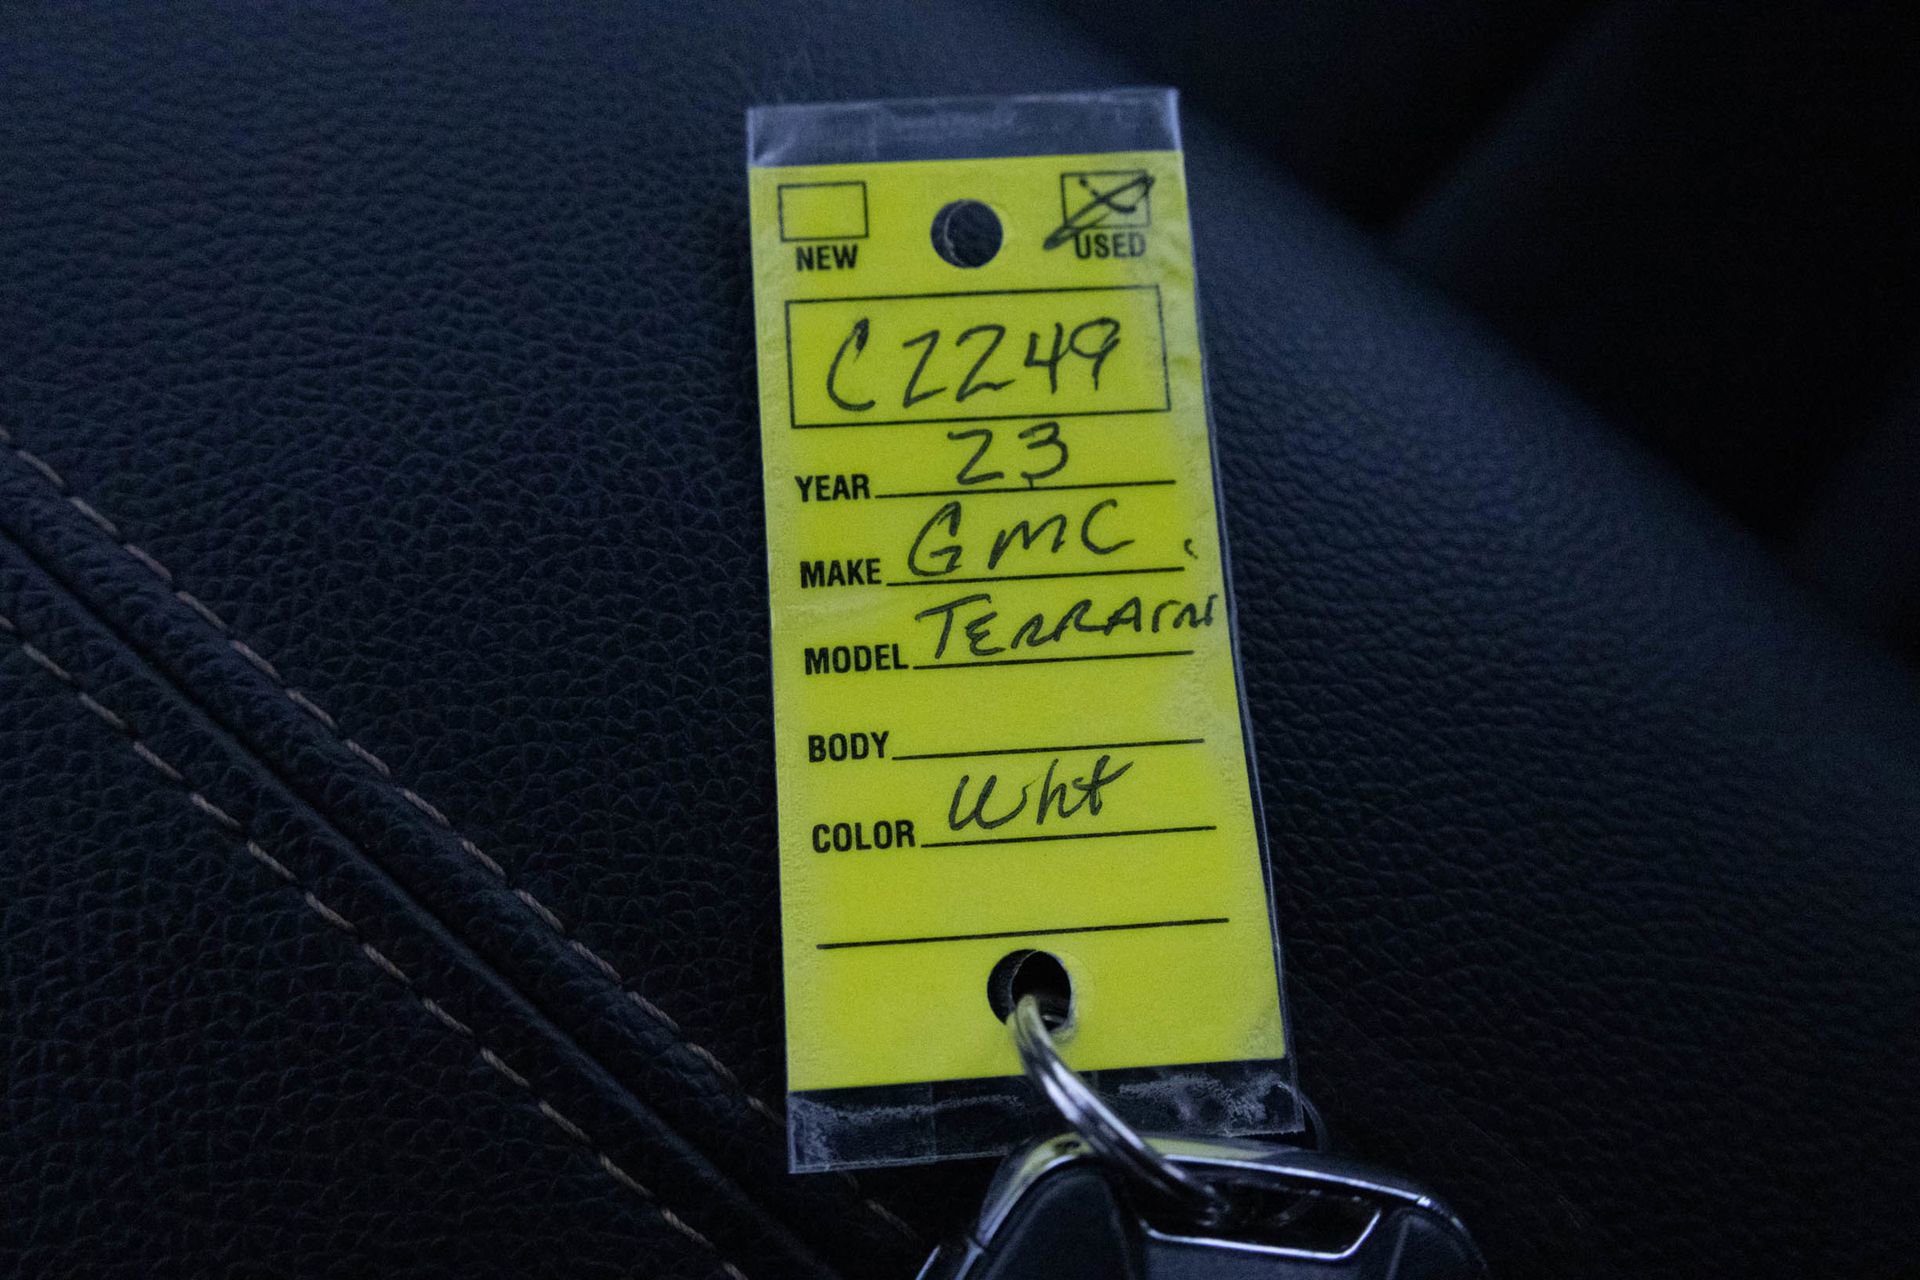 NEW USED
C2249
YEAR 23
MAKE GMC
MODEL TERRAIN
BODY
COLOR Wht